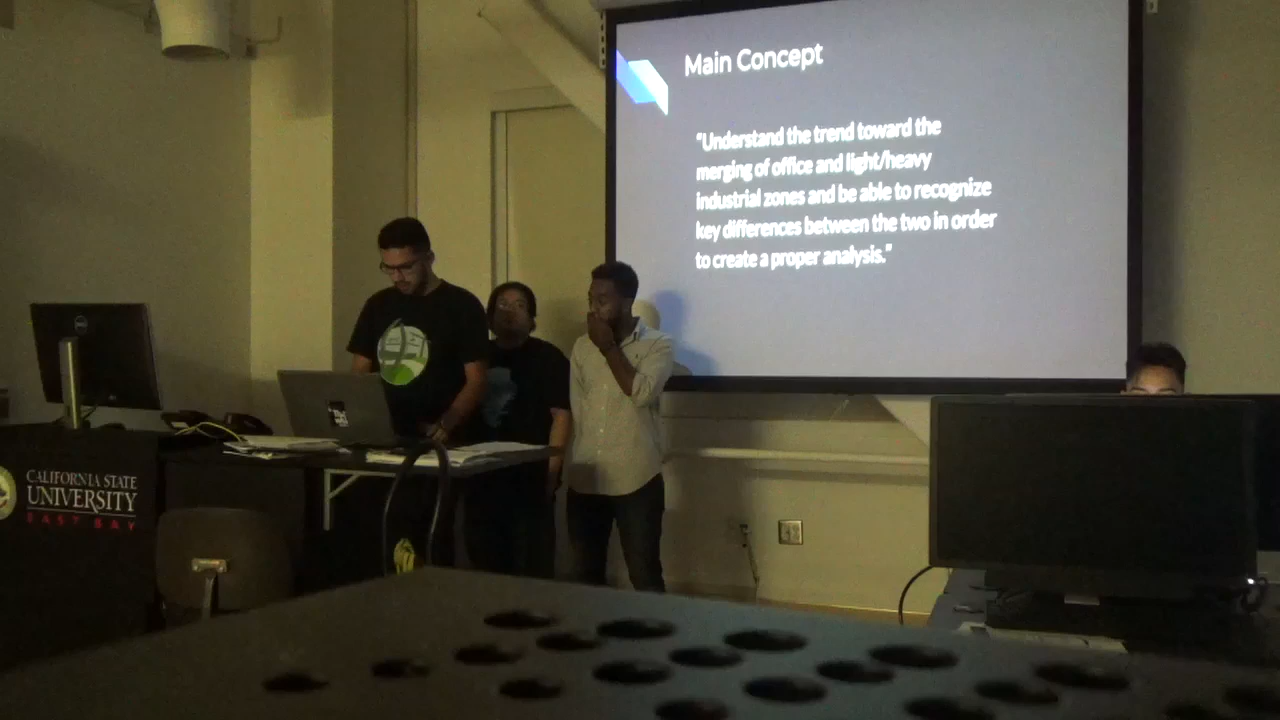 Main Concept
"Understand the trend toward the
merging of office and light/heavy
industrial zones and be able to recognize
key differences between the two in order
to create a proper analysis."
CALIFORNIA STATE
UNIVERSITY
EAST BAY
DELL